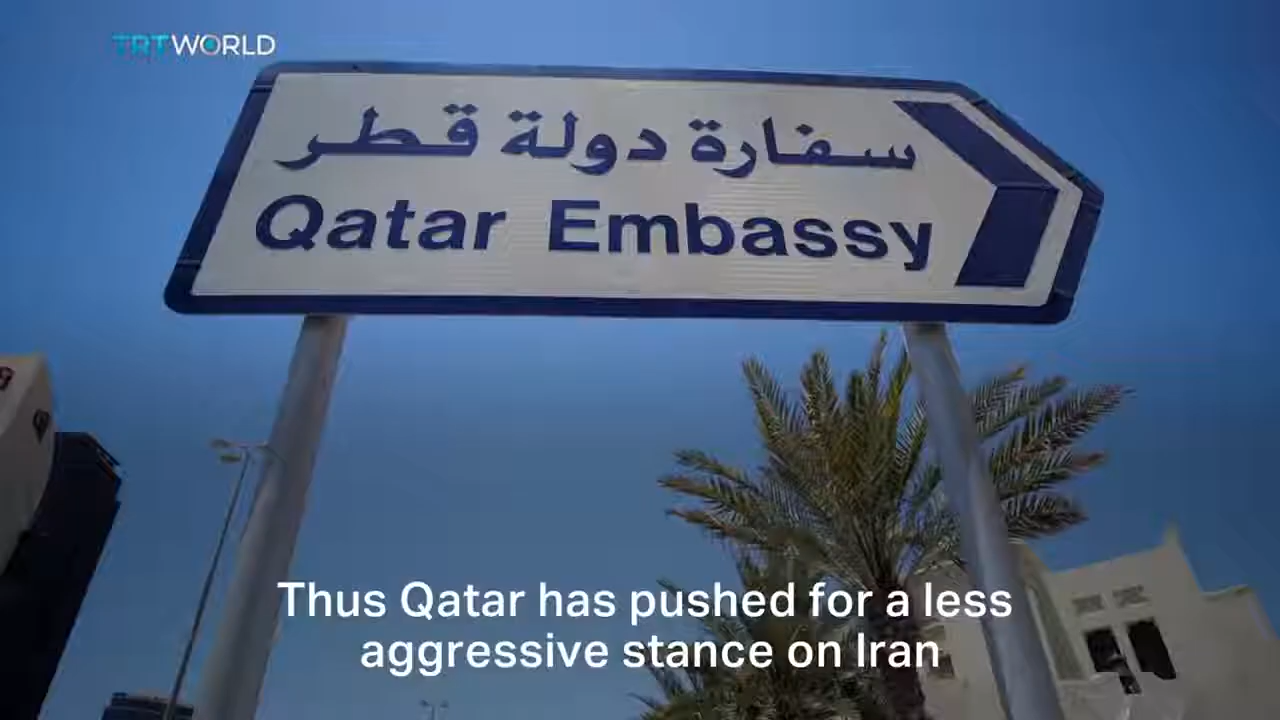 TRTWORLD
سفارة دولة قطر
Qatar Embassy
Thus Qatar has pushed for a less
aggressive stance on Iran